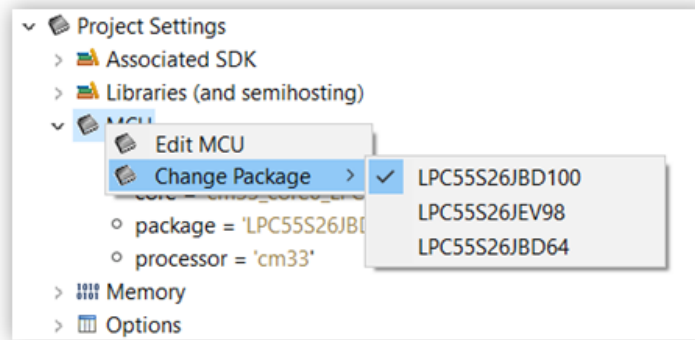 Project Settings
Associated SDK
Libraries (and semihosting)
MCU
Edit MCU
Change Package
LPC55S26JBD100
LPC55S26JEV98
LPC55S26JBD64
package = 'LPC55S26JB
processor = 'cm33'
Memory
Options